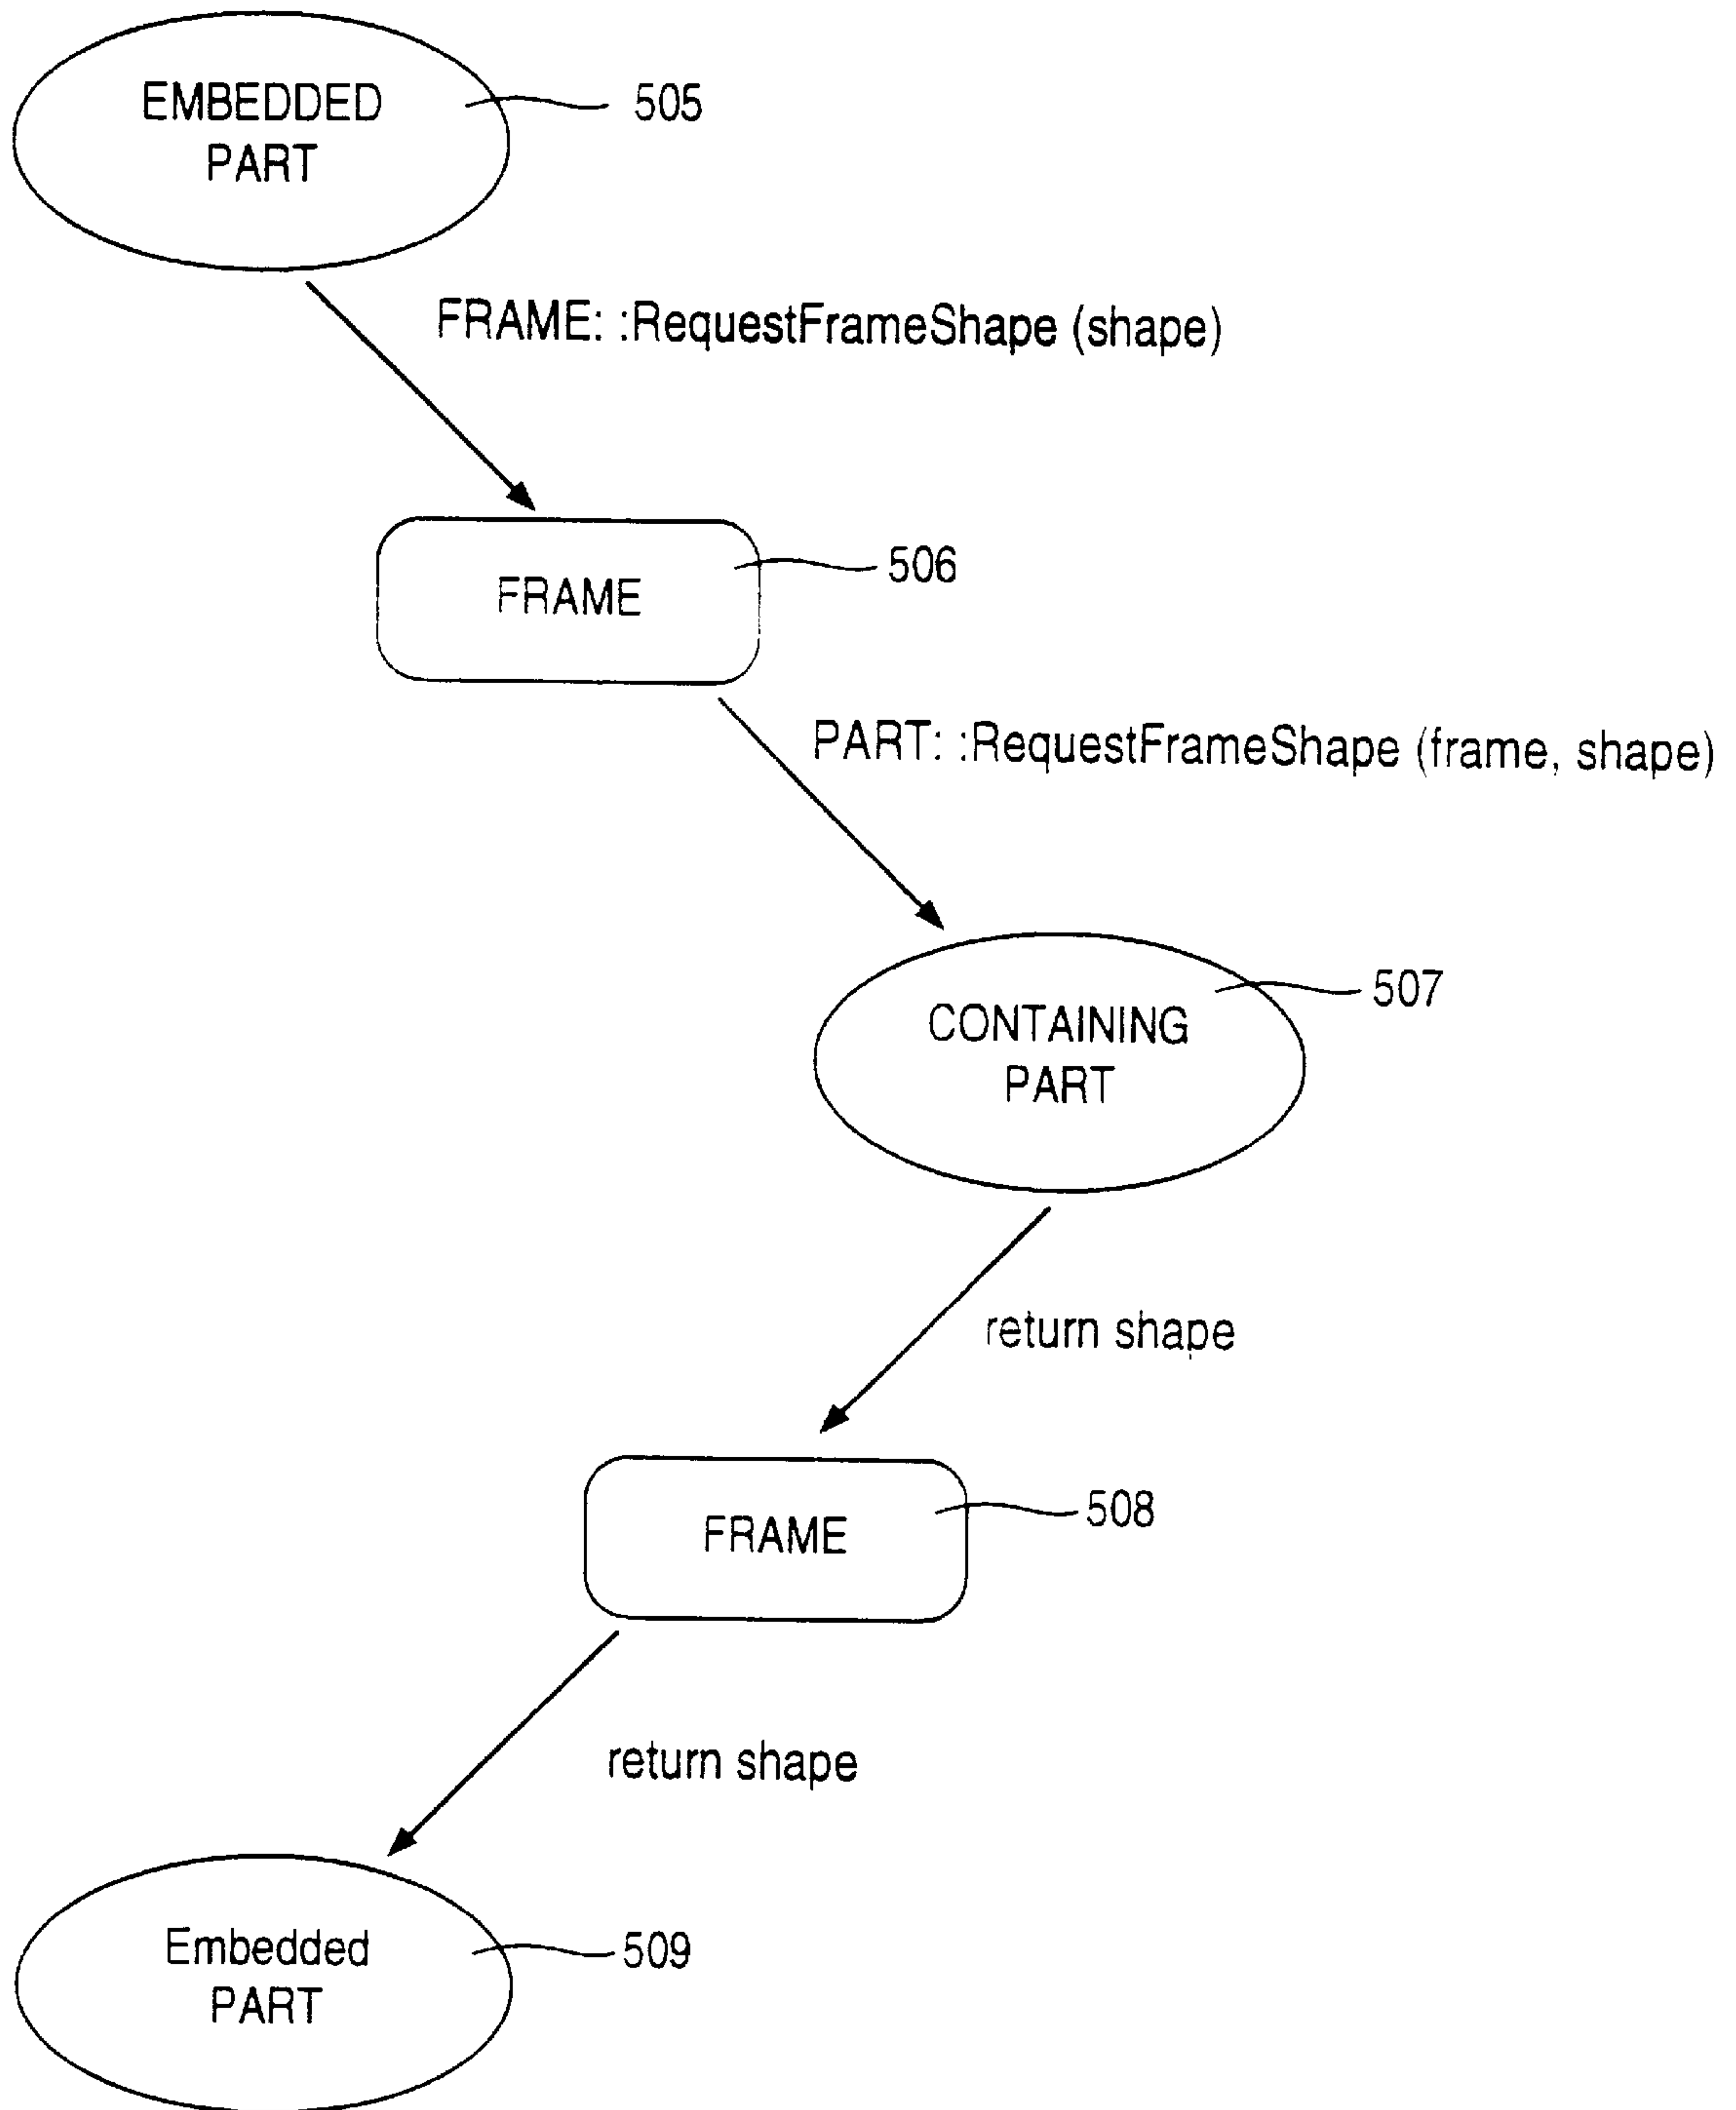 EMBEDDED
PART
505
FRAME: :RequestFrameShape (shape)
FRAME
506
PART: :RequestFrameShape (frame, shape)
CONTAINING
PART
507
return shape
FRAME
508
return shape
Embedded
PART
509